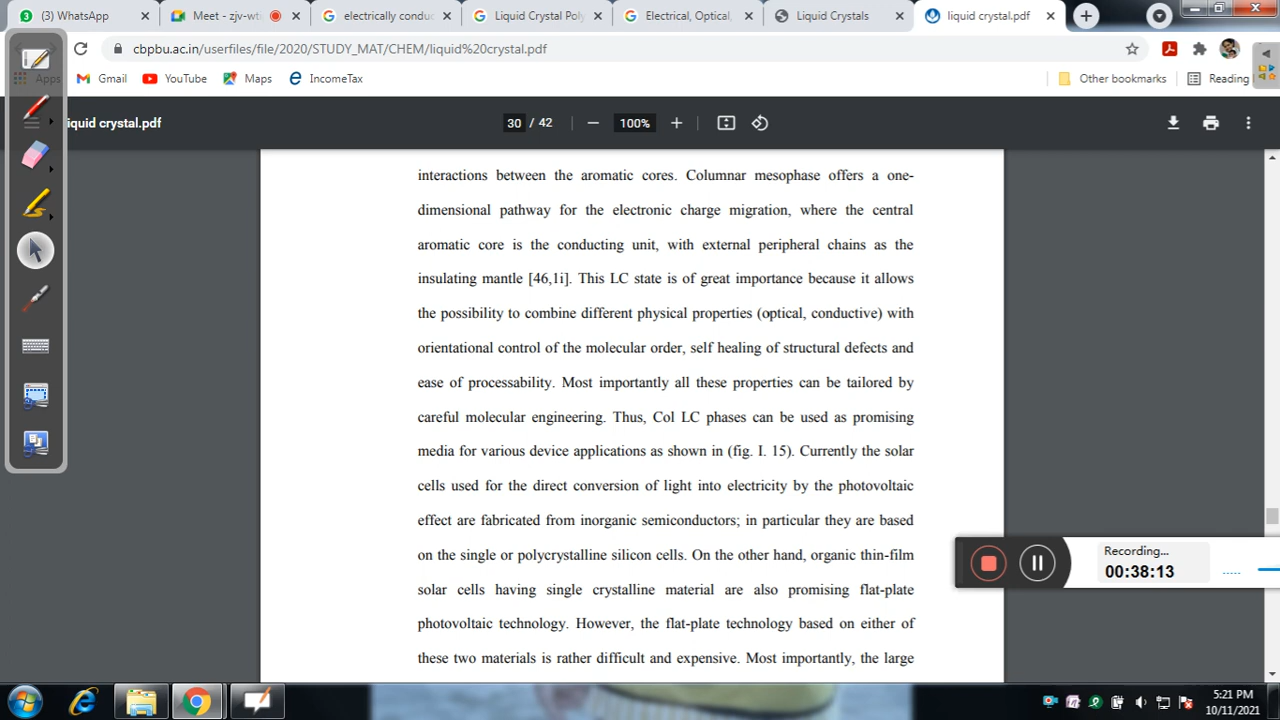 (3) WhatsApp
Meet - zjv-wti
electrically conduc
Liquid Crystal Poly
Electrical, Optical,
Liquid Crystals
liquid crystal.pdf
cbpbu.ac.in/userfiles/file/2020/STUDY_MAT/CHEM/liquid%20crystal.pdf
Apps
Gmail
YouTube
Maps
IncomeTax
Other bookmarks
Reading
iquid crystal.pdf
30 / 42
100%
interactions between the aromatic cores. Columnar mesophase offers a one-
dimensional pathway for the electronic charge migration, where the central
aromatic core is the conducting unit, with external peripheral chains as the
insulating mantle [46,1i]. This LC state is of great importance because it allows
the possibility to combine different physical properties (optical, conductive) with
orientational control of the molecular order, self healing of structural defects and
ease of processability. Most importantly all these properties can be tailored by
careful molecular engineering. Thus, Col LC phases can be used as promising
media for various device applications as shown in (fig. I. 15). Currently the solar
cells used for the direct conversion of light into electricity by the photovoltaic
effect are fabricated from inorganic semiconductors; in particular they are based
on the single or polycrystalline silicon cells. On the other hand, organic thin-film
solar cells having single crystalline material are also promising flat-plate
photovoltaic technology. However, the flat-plate technology based on either of
these two materials is rather difficult and expensive. Most importantly, the large
Recording...
00:38:13
5:21 PM
10/11/2021